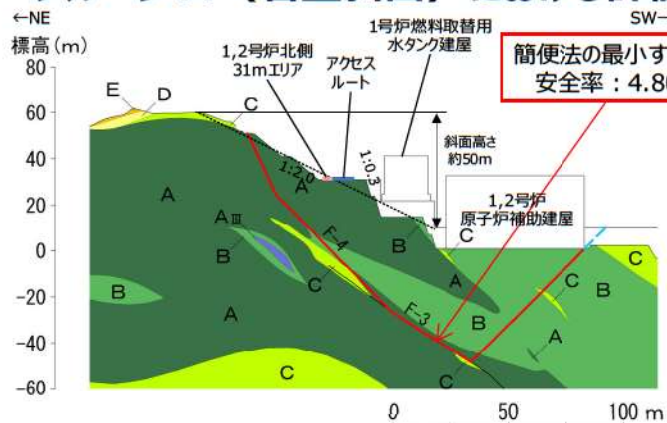 ←NE
SW→
標高(m)
1号炉燃料取替用
水タンク建屋
1,2号炉北側
31mエリア
アクセス
ルート
簡便法の最小す
安全率:4.8
斜面高さ
約50m
1,2号炉
原子炉補助建屋
80
60
40
20
0
-20
-40
-60
E
D
C
1:2.0
1:0.3
A
A
AⅢ
B
B
C
F-4
F-3
B
C
A
B
B
A
C
C
B
A
C
C
0
50
100 m